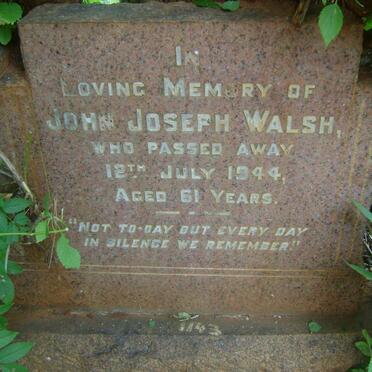 IN
LOVING MEMORY OF
JOHN JOSEPH WALSH,
WHO PASSED AWAY
12TH JULY 1944,
AGED 61 YEARS.
"NOT TO-DAY BUT EVERY DAY
IN SILENCE WE REMEMBER."
1143